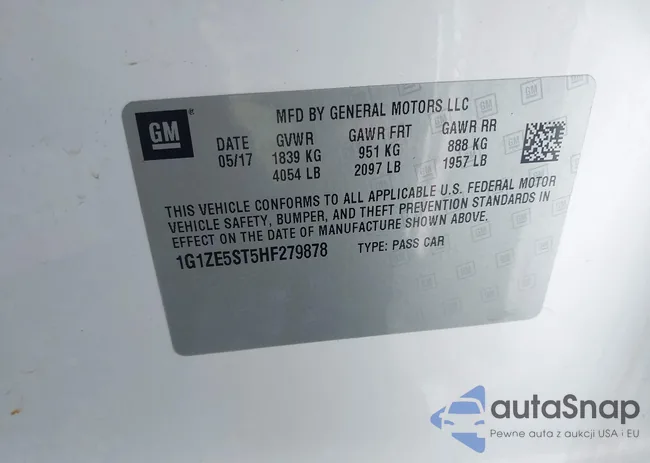 GM
MFD BY GENERAL MOTORS LLC
DATE GVWR GAWR FRT GAWR RR
05/17 1839 KG 951 KG 888 KG
4054 LB 2097 LB 1957 LB
THIS VEHICLE CONFORMS TO ALL APPLICABLE U.S. FEDERAL MOTOR
VEHICLE SAFETY, BUMPER, AND THEFT PREVENTION STANDARDS IN
EFFECT ON THE DATE OF MANUFACTURE SHOWN ABOVE.
1G1ZE5ST5HF279878 TYPE: PASS CAR
autaSnap
Pewne auta z aukcji USA i EU